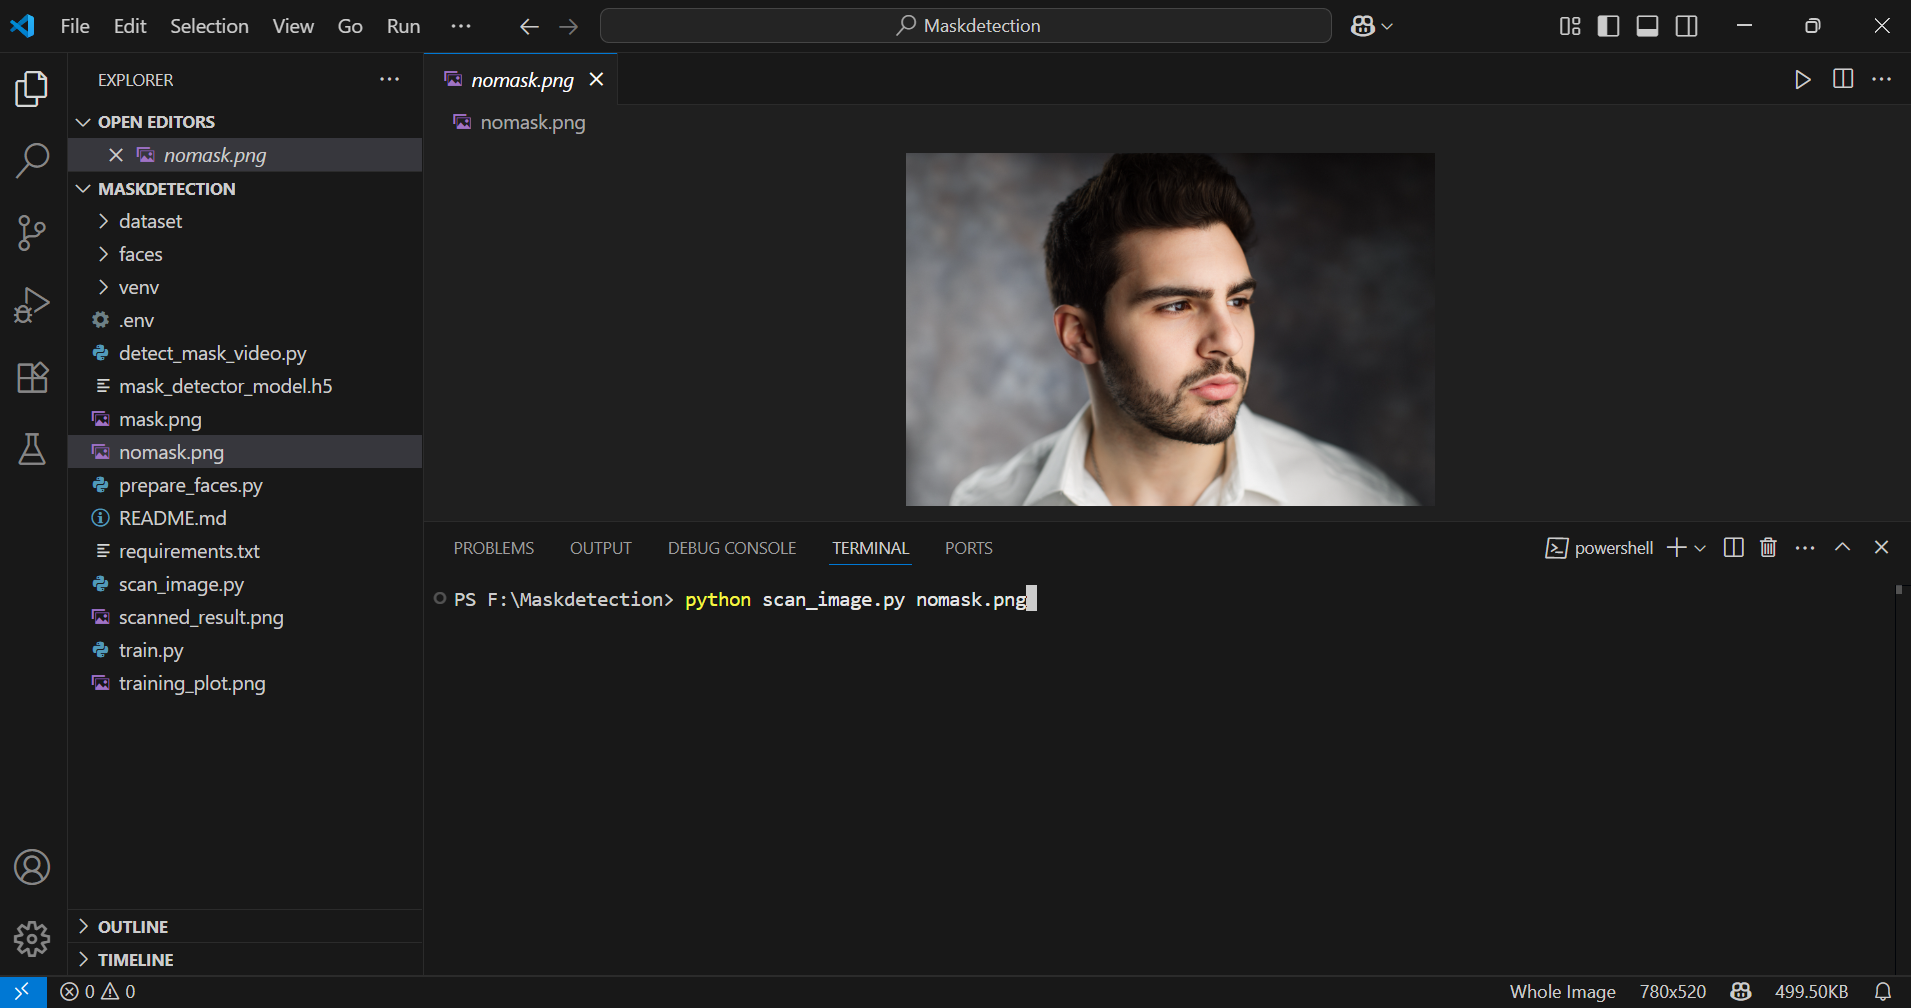 File Edit Selection View Go Run ··· Maskdetection
EXPLORER ···
OPEN EDITORS
nomask.png
MASKDETECTION
dataset
faces
venv
.env
detect_mask_video.py
mask_detector_model.h5
mask.png
nomask.png
prepare_faces.py
README.md
requirements.txt
scan_image.py
scanned_result.png
train.py
training_plot.png
OUTLINE
TIMELINE
nomask.png
nomask.png
PROBLEMS OUTPUT DEBUG CONSOLE TERMINAL PORTS powershell
PS F:\Maskdetection> python scan_image.py nomask.png
0 0 Whole Image 780x520 499.50KB